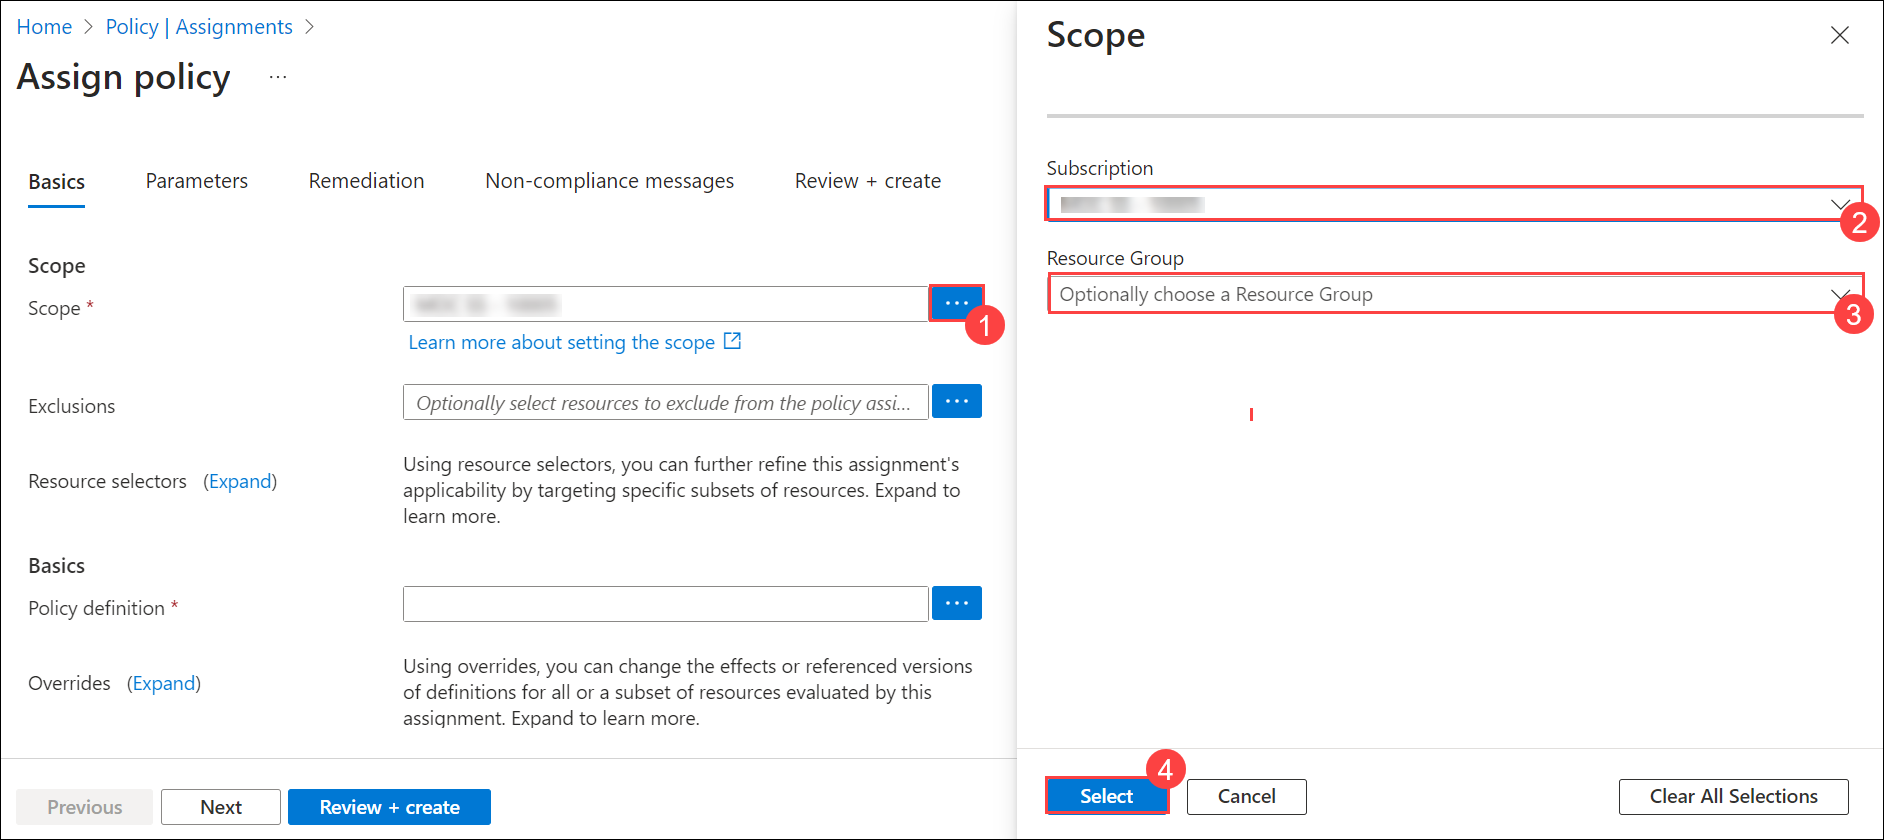 Home > Policy | Assignments >
Assign policy ...
Basics Parameters Remediation Non-compliance messages Review + create
Scope
Scope *
...
1
Learn more about setting the scope
Exclusions
Optionally select resources to exclude from the policy assi...
...
Resource selectors (Expand)
Using resource selectors, you can further refine this assignment's
applicability by targeting specific subsets of resources. Expand to
learn more.
Basics
Policy definition *
...
Overrides (Expand)
Using overrides, you can change the effects or referenced versions
of definitions for all or a subset of resources evaluated by this
assignment. Expand to learn more.
Previous Next Review + create
Scope
Subscription
2
Resource Group
Optionally choose a Resource Group
3
4
Select Cancel Clear All Selections